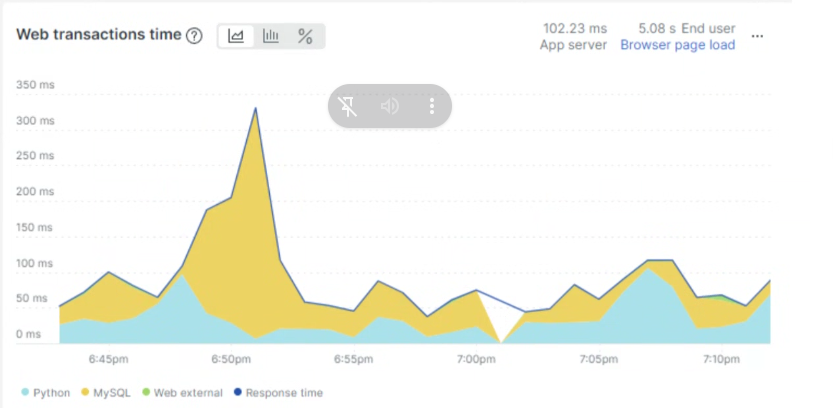 Web transactions time ?
%
102.23 ms
App server
5.08 s End user
Browser page load
350 ms
300 ms
250 ms
200 ms
150 ms
100 ms
50 ms
0 ms
6:45pm
6:50pm
6:55pm
7:00pm
7:05pm
7:10pm
Python
MySQL
Web external
Response time